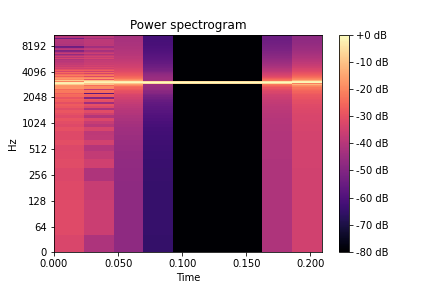 Power spectrogram
8192
4096
2048
1024
512
256
128
64
0
Hz
0.000 0.050 0.100 0.150 0.200
Time
+0 dB
-10 dB
-20 dB
-30 dB
-40 dB
-50 dB
-60 dB
-70 dB
-80 dB